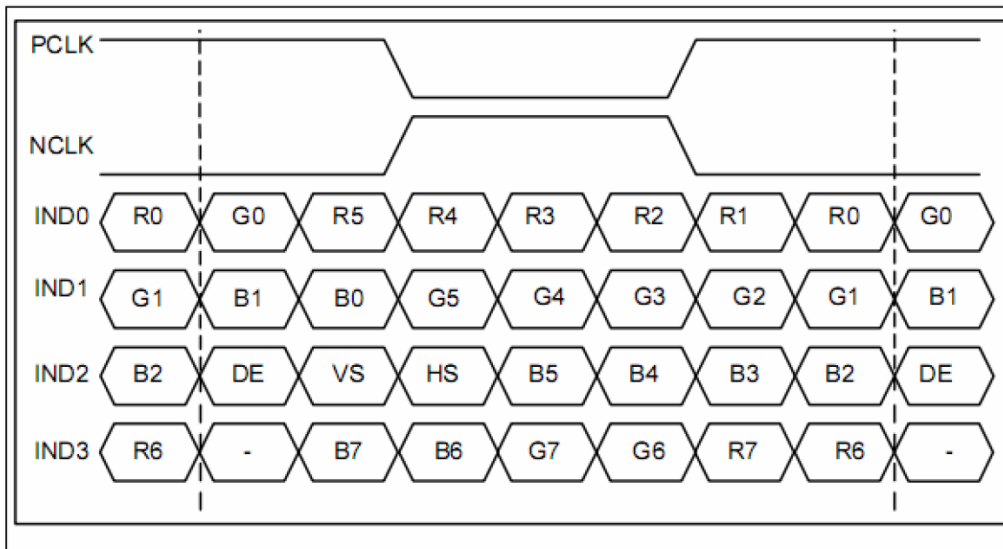 PCLK
NCLK
IND0 R0 G0 R5 R4 R3 R2 R1 R0 G0
IND1 G1 B1 B0 G5 G4 G3 G2 G1 B1
IND2 B2 DE VS HS B5 B4 B3 B2 DE
IND3 R6 - B7 B6 G7 G6 R7 R6 -